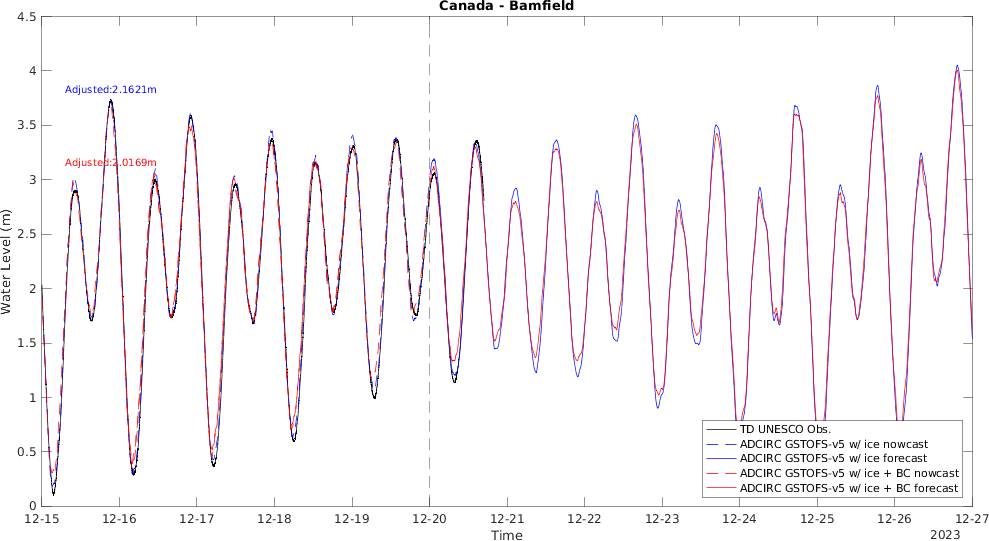 Canada - Bamfield
4.5
4
3.5
3
2.5
2
1.5
1
0.5
0
Water Level (m)
Adjusted:2.1621m
Adjusted:2.0169m
TD UNESCO Obs.
ADCIRC GSTOFS-v5 w/ ice nowcast
ADCIRC GSTOFS-v5 w/ ice forecast
ADCIRC GSTOFS-v5 w/ ice + BC nowcast
ADCIRC GSTOFS-v5 w/ ice + BC forecast
12-15 12-16 12-17 12-18 12-19 12-20 12-21 12-22 12-23 12-24 12-25 12-26 12-27
Time
2023